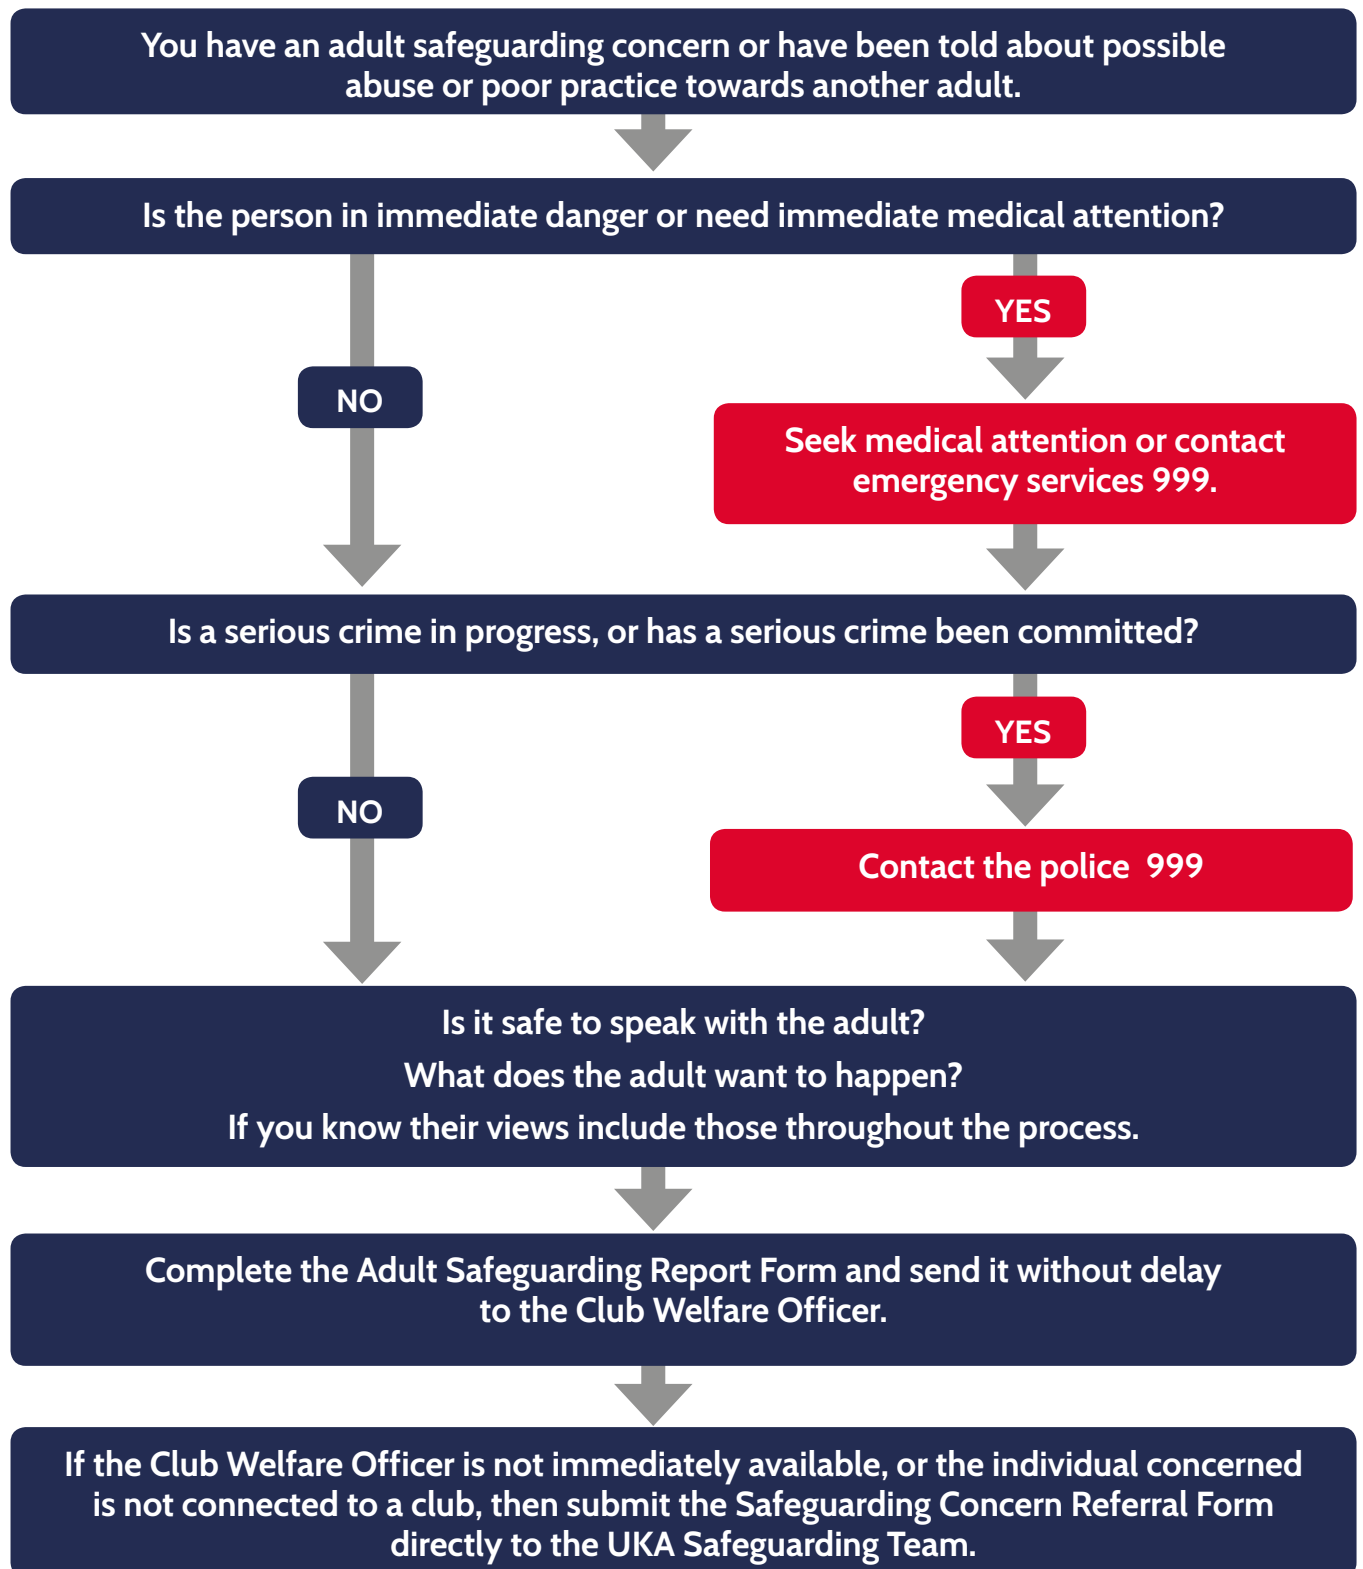 You have an adult safeguarding concern or have been told about possible
abuse or poor practice towards another adult.
Is the person in immediate danger or need immediate medical attention?
YES
NO
Seek medical attention or contact
emergency services 999.
Is a serious crime in progress, or has a serious crime been committed?
YES
NO
Contact the police 999
Is it safe to speak with the adult?
What does the adult want to happen?
If you know their views include those throughout the process.
Complete the Adult Safeguarding Report Form and send it without delay
to the Club Welfare Officer.
If the Club Welfare Officer is not immediately available, or the individual concerned
is not connected to a club, then submit the Safeguarding Concern Referral Form
directly to the UKA Safeguarding Team.